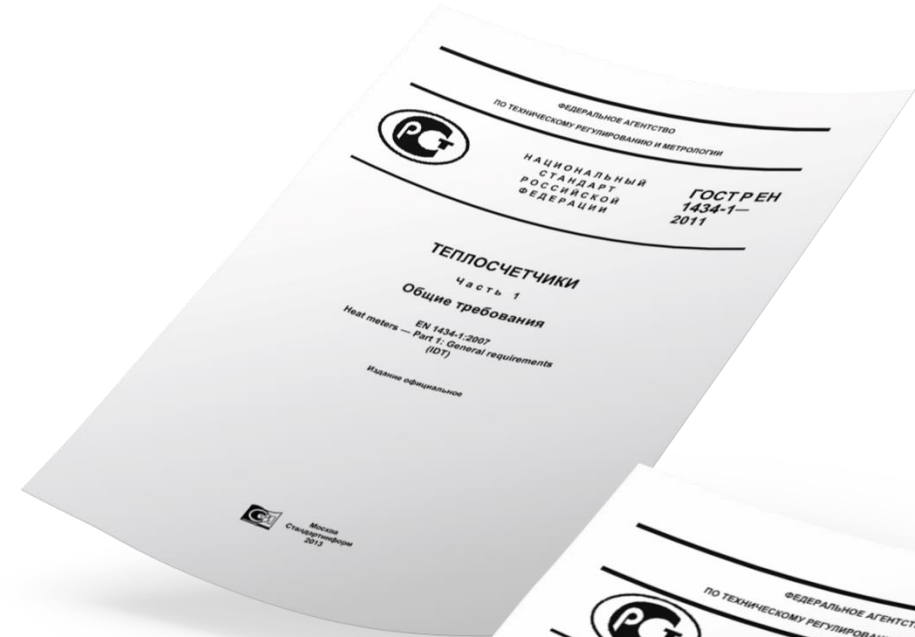 ФЕДЕРАЛЬНОЕ АГЕНТСТВО
ПО ТЕХНИЧЕСКОМУ РЕГУЛИРОВАНИЮ И МЕТРОЛОГИИ
РСТ
НАЦИОНАЛЬНЫЙ
СТАНДАРТ
РОССИЙСКОЙ
ФЕДЕРАЦИИ
ГОСТ Р ЕН
1434-1—
2011
ТЕПЛОСЧЕТЧИКИ
Часть 1
Общие требования
EN 1434-1:2007
Heat meters — Part 1: General requirements
(IDT)
Издание официальное
Москва
Стандартинформ
2013
ФЕДЕРАЛЬНОЕ АГЕНТСТ
ПО ТЕХНИЧЕСКОМУ РЕГУЛИРОВА